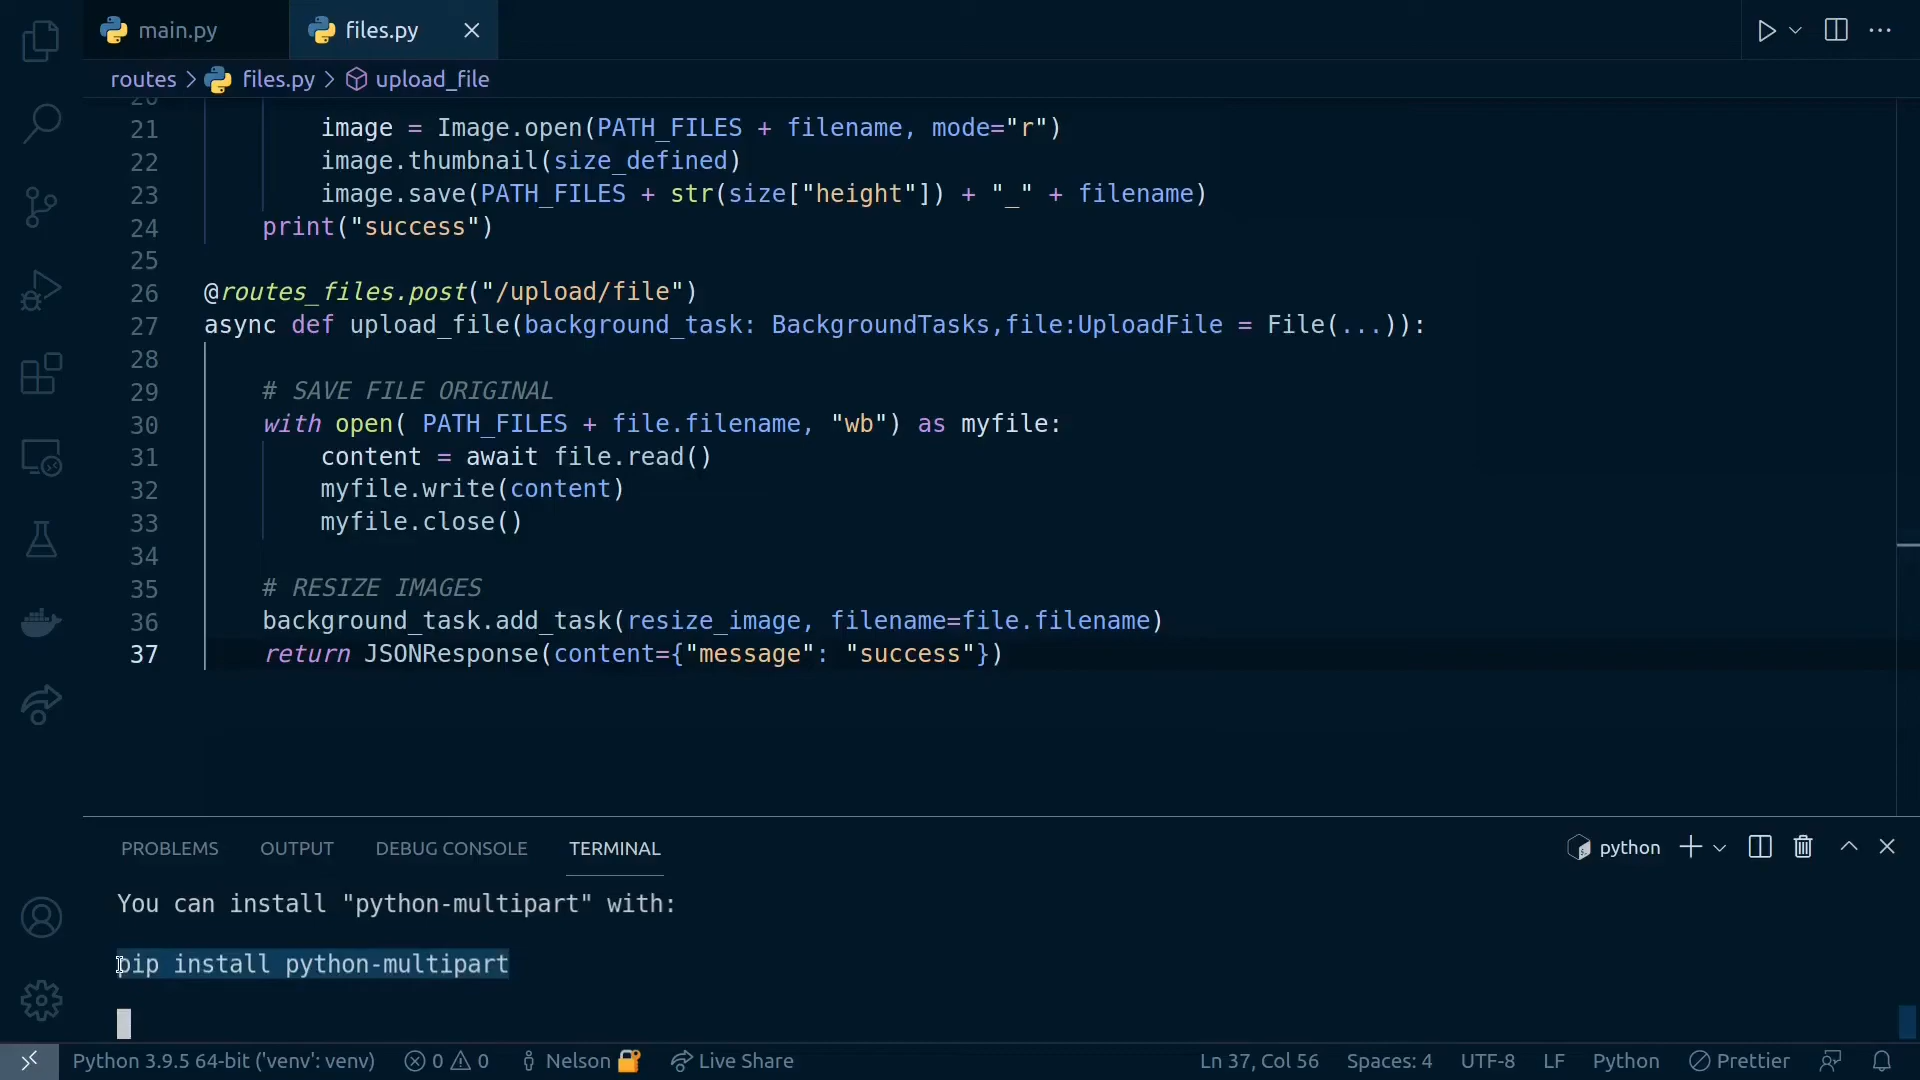 main.py
files.py
routes > files.py > upload_file
21 image = Image.open(PATH_FILES + filename, mode="r")
22 image.thumbnail(size_defined)
23 image.save(PATH_FILES + str(size["height"]) + "_" + filename)
24 print("success")
25
26 @routes_files.post("/upload/file")
27 async def upload_file(background_task: BackgroundTasks,file:UploadFile = File(...)):
28
29 # SAVE FILE ORIGINAL
30 with open( PATH_FILES + file.filename, "wb") as myfile:
31 content = await file.read()
32 myfile.write(content)
33 myfile.close()
34
35 # RESIZE IMAGES
36 background_task.add_task(resize_image, filename=file.filename)
37 return JSONResponse(content={"message": "success"})
PROBLEMS OUTPUT DEBUG CONSOLE TERMINAL python
You can install "python-multipart" with:
pip install python-multipart
Python 3.9.5 64-bit ('venv': venv) 0 0 Nelson Live Share Ln 37, Col 56 Spaces: 4 UTF-8 LF Python Prettier